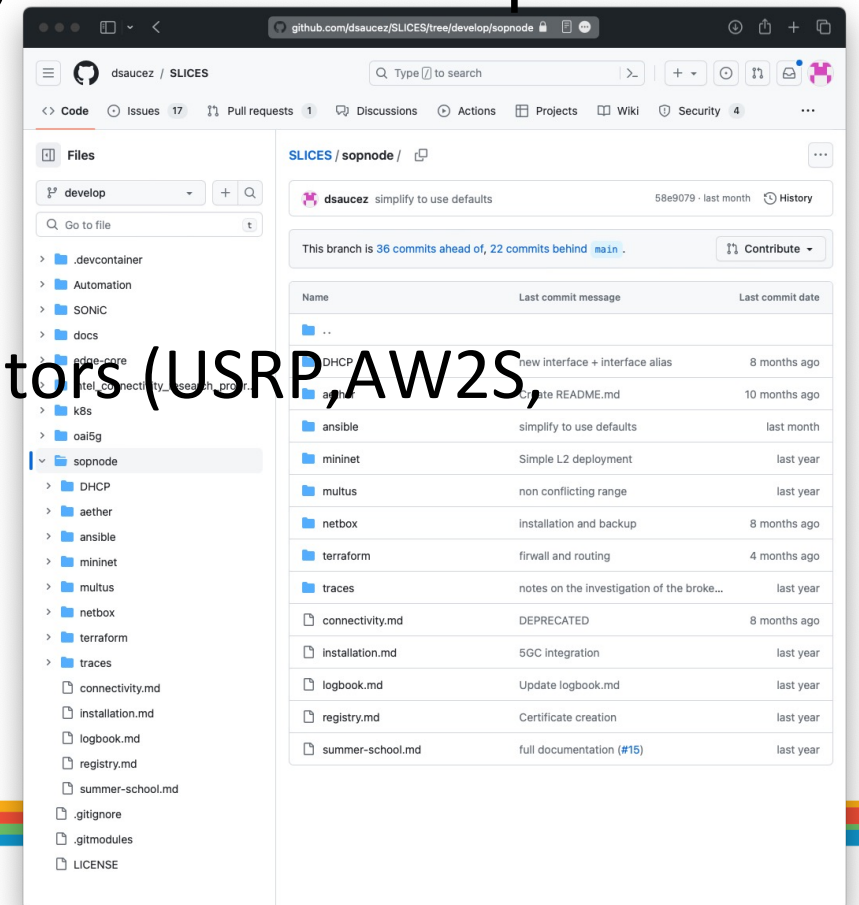 github.com/dsaucez/SLICES/tree/develop/sopnode
dsaucez / SLICES
Type / to search
Code Issues 17 Pull requests 1 Discussions Actions Projects Wiki Security 4
Files
SLICES / sopnode /
develop
dsaucez simplify to use defaults 58e9079 · last month History
Go to file t
This branch is 36 commits ahead of, 22 commits behind main . Contribute
.devcontainer
Automation
SONiC
docs
edge-core
k8s
oai5g
sopnode
DHCP
aether
ansible
mininet
multus
netbox
terraform
traces
connectivity.md
installation.md
logbook.md
registry.md
summer-school.md
.gitignore
.gitmodules
LICENSE
Name Last commit message Last commit date
..
DHCP new interface + interface alias 8 months ago
tors (USRP,AW2S,
aether Create README.md 10 months ago
ansible simplify to use defaults last month
mininet Simple L2 deployment last year
multus non conflicting range last year
netbox installation and backup 8 months ago
terraform firwall and routing 4 months ago
traces notes on the investigation of the broke... last year
connectivity.md DEPRECATED 8 months ago
installation.md 5GC integration last year
logbook.md Update logbook.md last year
registry.md Certificate creation last year
summer-school.md full documentation (#15) last year